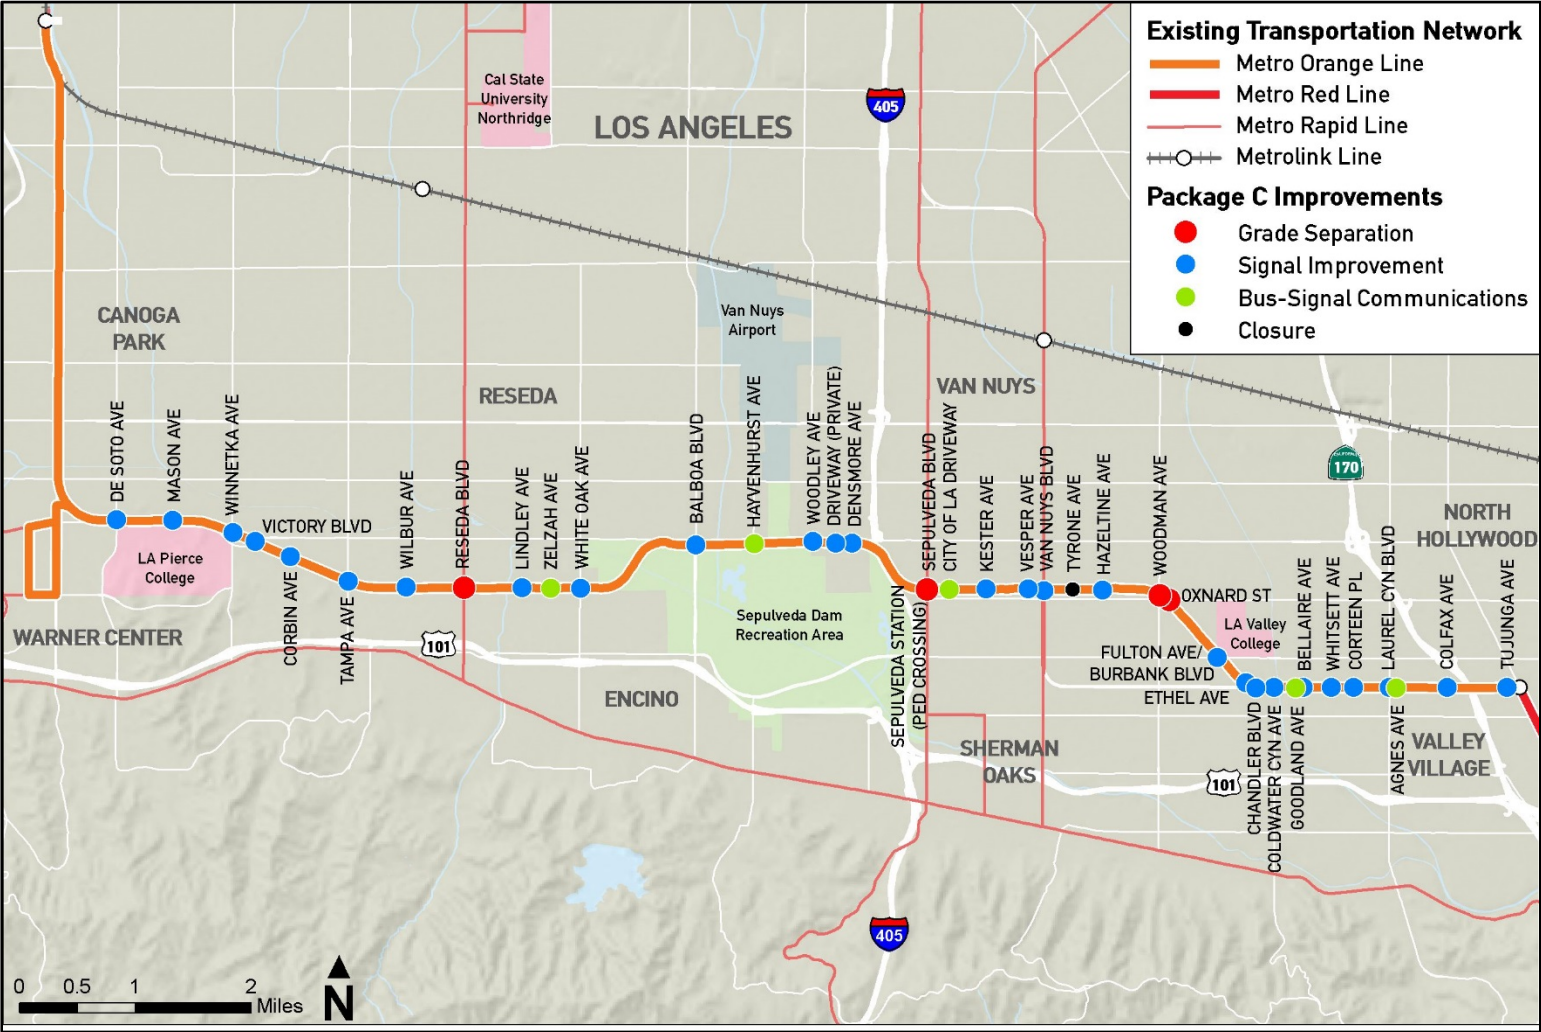 Existing Transportation Network
Metro Orange Line
Metro Red Line
Metro Rapid Line
Metrolink Line
Package C Improvements
Grade Separation
Signal Improvement
Bus-Signal Communications
Closure
Cal State
University
Northridge
LOS ANGELES
405
CANOGA
PARK
Van Nuys
Airport
RESEDA
VAN NUYS
CALIFORNIA
170
NORTH
HOLLYWOOD
DE SOTO AVE
MASON AVE
WINNETKA AVE
VICTORY BLVD
CORBIN AVE
TAMPA AVE
WILBUR AVE
RESEDA BLVD
LINDLEY AVE
ZELZAH AVE
WHITE OAK AVE
BALBOA BLVD
HAYVENHURST AVE
WOODLEY AVE
DRIVEWAY (PRIVATE)
DENSMORE AVE
SEPULVEDA STATION
(PED CROSSING)
SEPULVEDA BLVD
CITY OF LA DRIVEWAY
KESTER AVE
VESPER AVE
VAN NUYS BLVD
TYRONE AVE
HAZELTINE AVE
WOODMAN AVE
OXNARD ST
LA Pierce
College
LA Valley
College
FULTON AVE/
BURBANK BLVD
ETHEL AVE
CHANDLER BLVD
COLDWATER CYN AVE
GOODLAND AVE
BELLAIRE AVE
WHITSETT AVE
CORTEEN PL
LAUREL CYN BLVD
AGNES AVE
COLFAX AVE
TUJUNGA AVE
WARNER CENTER
101
Sepulveda Dam
Recreation Area
ENCINO
SHERMAN
OAKS
101
VALLEY
VILLAGE
405
0 0.5 1 2
Miles
N